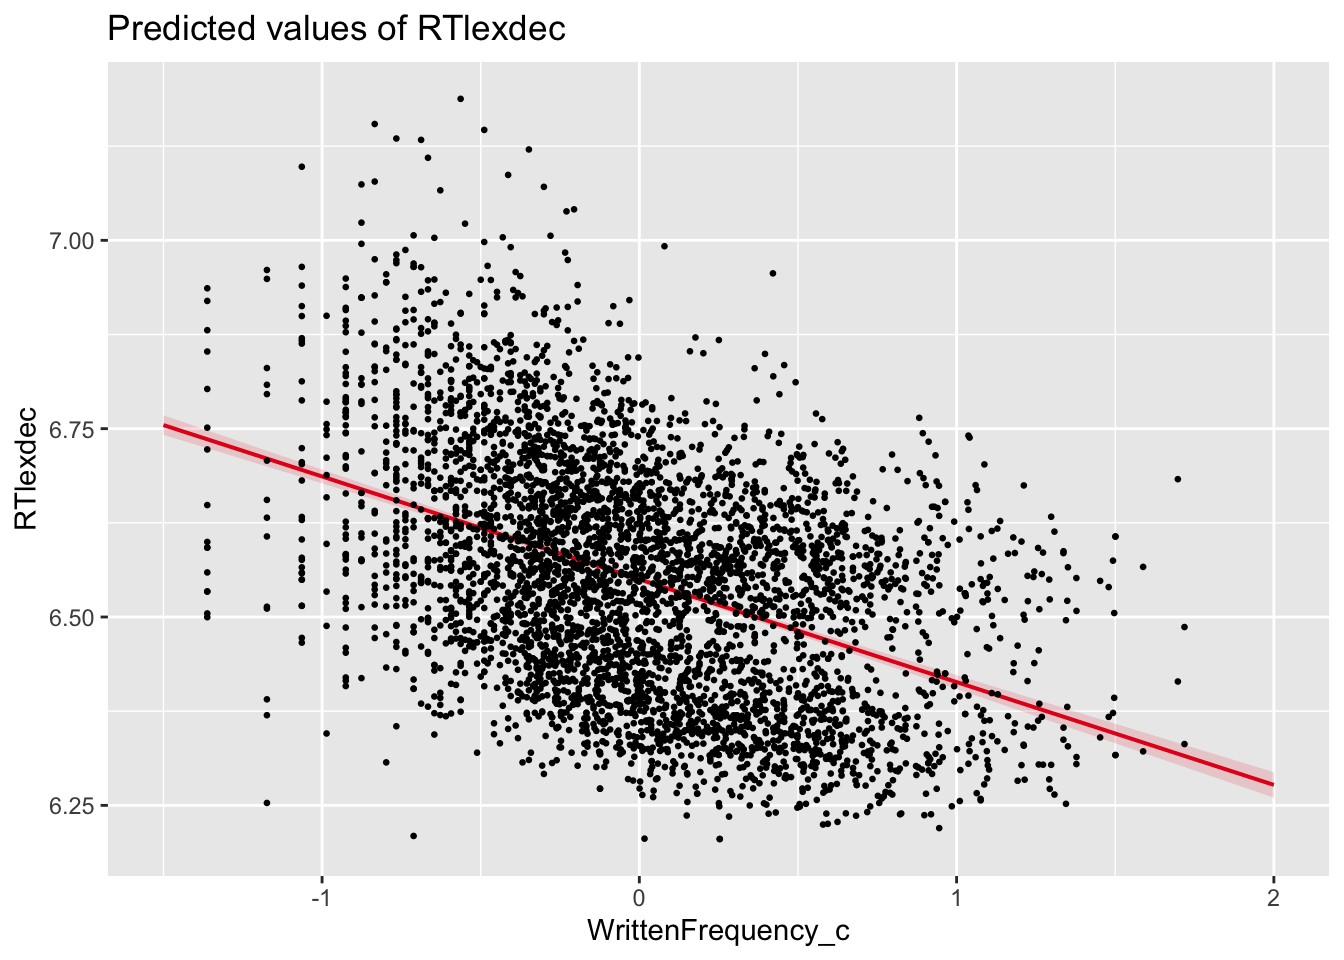 Predicted values of RTlexdec
7.00
6.75
6.50
6.25
RTlexdec
-1
0
1
2
WrittenFrequency_c